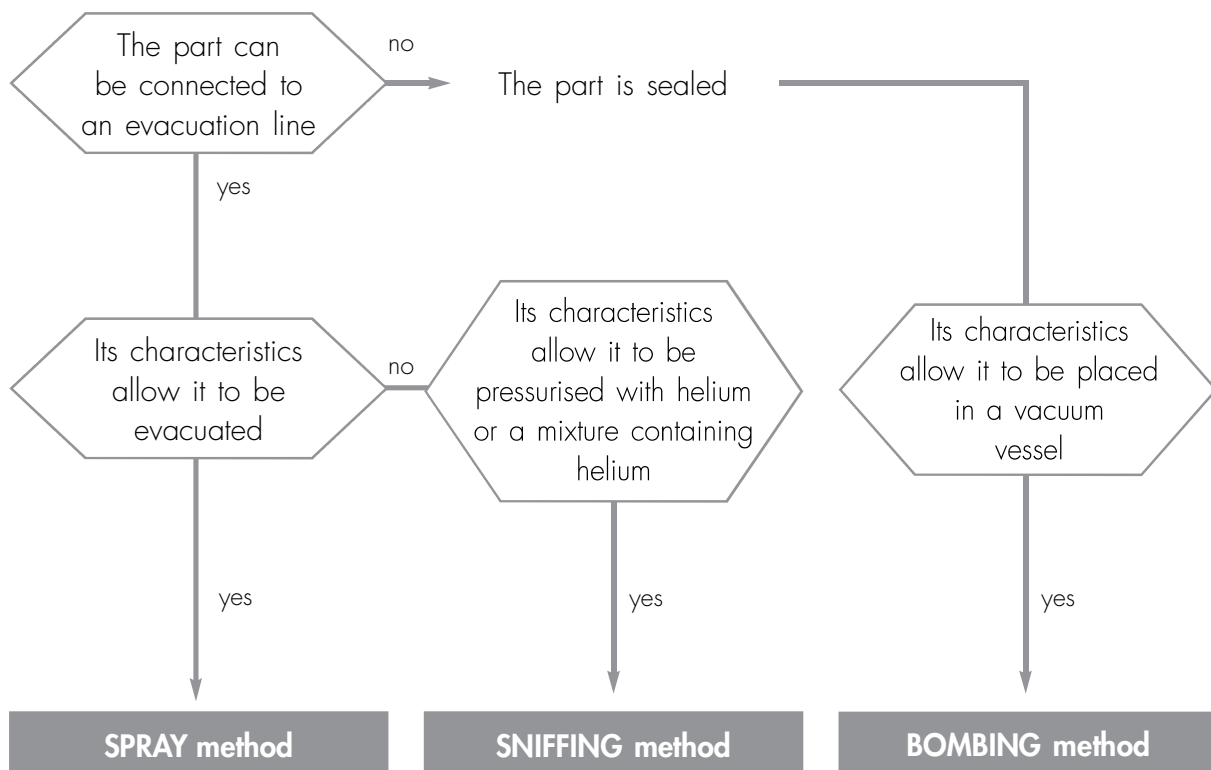 The part can
be connected to
an evacuation line
no
The part is sealed
yes
Its characteristics
allow it to be
evacuated
no
Its characteristics
allow it to be
pressurised with helium
or a mixture containing
helium
Its characteristics
allow it to be placed
in a vacuum
vessel
yes
yes
yes
SPRAY method
SNIFFING method
BOMBING method